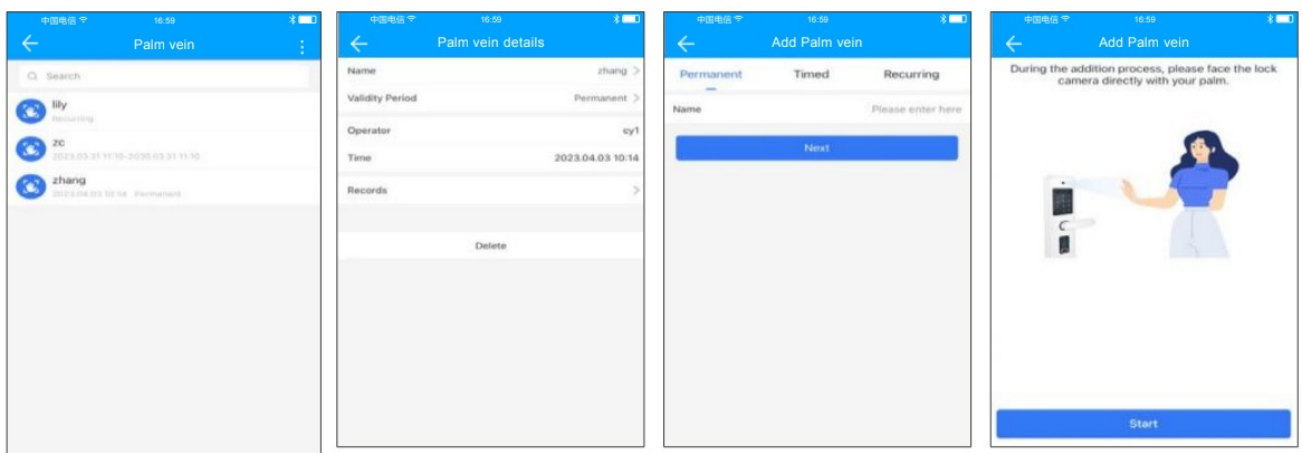 中国电信 16:59
Palm vein
Search
lily
Recurring
zc
2023.03.31 11:10-2030.03.31 11:10
zhang
2023.04.03 10:14 Permanent
中国电信 16:59
Palm vein details
Name zhang
Validity Period Permanent
Operator cy1
Time 2023.04.03 10:14
Records
Delete
中国电信 16:59
Add Palm vein
Permanent Timed Recurring
Name Please enter here
Next
中国电信 16:59
Add Palm vein
During the addition process, please face the lock
camera directly with your palm.
Start